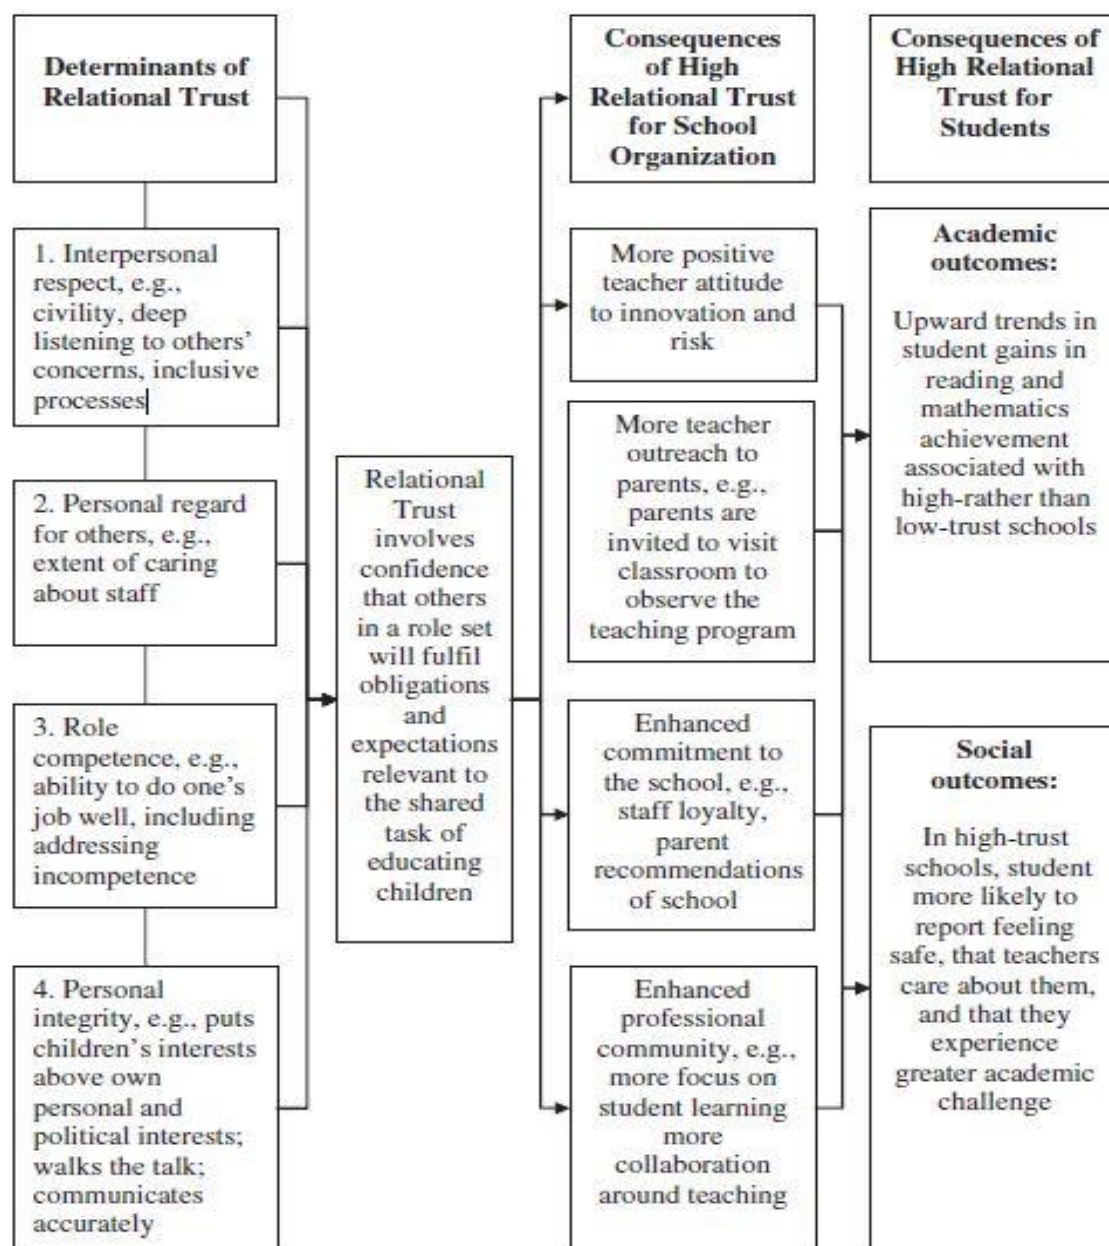 Determinants of
Relational Trust
1. Interpersonal
respect, e.g.,
civility, deep
listening to others'
concerns, inclusive
processes
2. Personal regard
for others, e.g.,
extent of caring
about staff
3. Role
competence, e.g.,
ability to do one's
job well, including
addressing
incompetence
4. Personal
integrity, e.g., puts
children's interests
above own
personal and
political interests;
walks the talk;
communicates
accurately
Relational
Trust
involves
confidence
that others
in a role set
will fulfil
obligations
and
expectations
relevant to
the shared
task of
educating
children
Consequences
of High
Relational Trust
for School
Organization
More positive
teacher attitude
to innovation and
risk
More teacher
outreach to
parents, e.g.,
parents are
invited to visit
classroom to
observe the
teaching program
Enhanced
commitment to
the school, e.g.,
staff loyalty,
parent
recommendations
of school
Enhanced
professional
community, e.g.,
more focus on
student learning
more
collaboration
around teaching
Consequences of
High Relational
Trust for
Students
Academic
outcomes:
Upward trends in
student gains in
reading and
mathematics
achievement
associated with
high-rather than
low-trust schools
Social
outcomes:
In high-trust
schools, student
more likely to
report feeling
safe, that teachers
care about them,
and that they
experience
greater academic
challenge